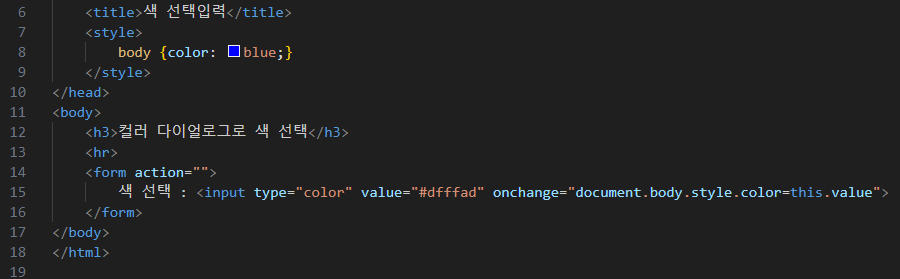 6 <title>색 선택입력</title>
7 <style>
8 body {color: blue;}
9 </style>
10 </head>
11 <body>
12 <h3>컬러 다이얼로그로 색 선택</h3>
13 <hr>
14 <form action="">
15 색 선택 : <input type="color" value="#dfffad" onchange="document.body.style.color=this.value">
16 </form>
17 </body>
18 </html>
19